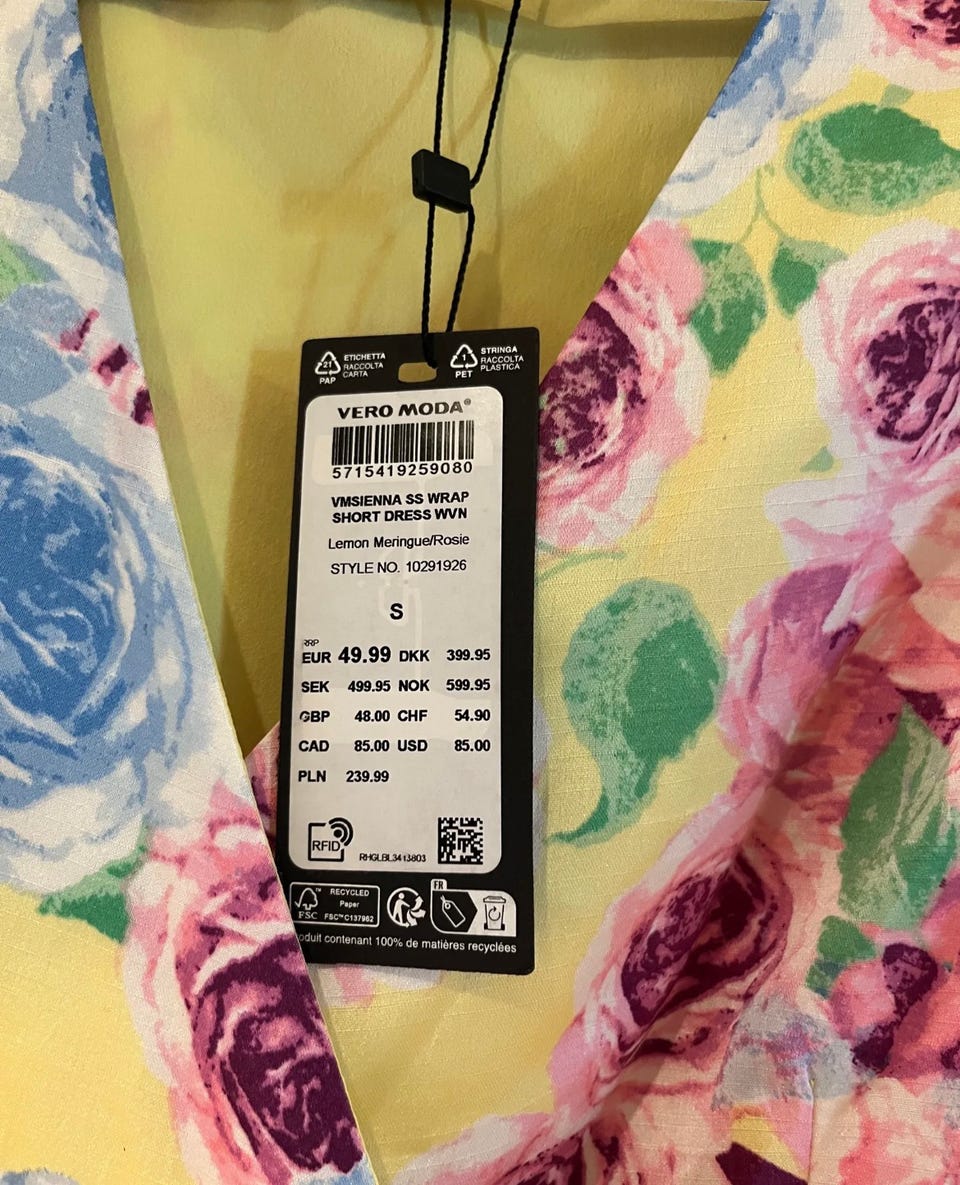 21
PAP
ETICHETTA
RACCOLTA
CARTA
1
PET
STRINGA
RACCOLTA
PLASTICA
VERO MODA®
5715419259080
VMSIENNA SS WRAP
SHORT DRESS WVN
Lemon Meringue/Rosie
STYLE NO. 10291926
S
RRP
EUR 49.99 DKK 399.95
SEK 499.95 NOK 599.95
GBP 48.00 CHF 54.90
CAD 85.00 USD 85.00
PLN 239.99
RFID
RHGLBL3413803
FSC™
RECYCLED
Paper
FSC™C137962
FR
oduit contenant 100% de matières recyclées